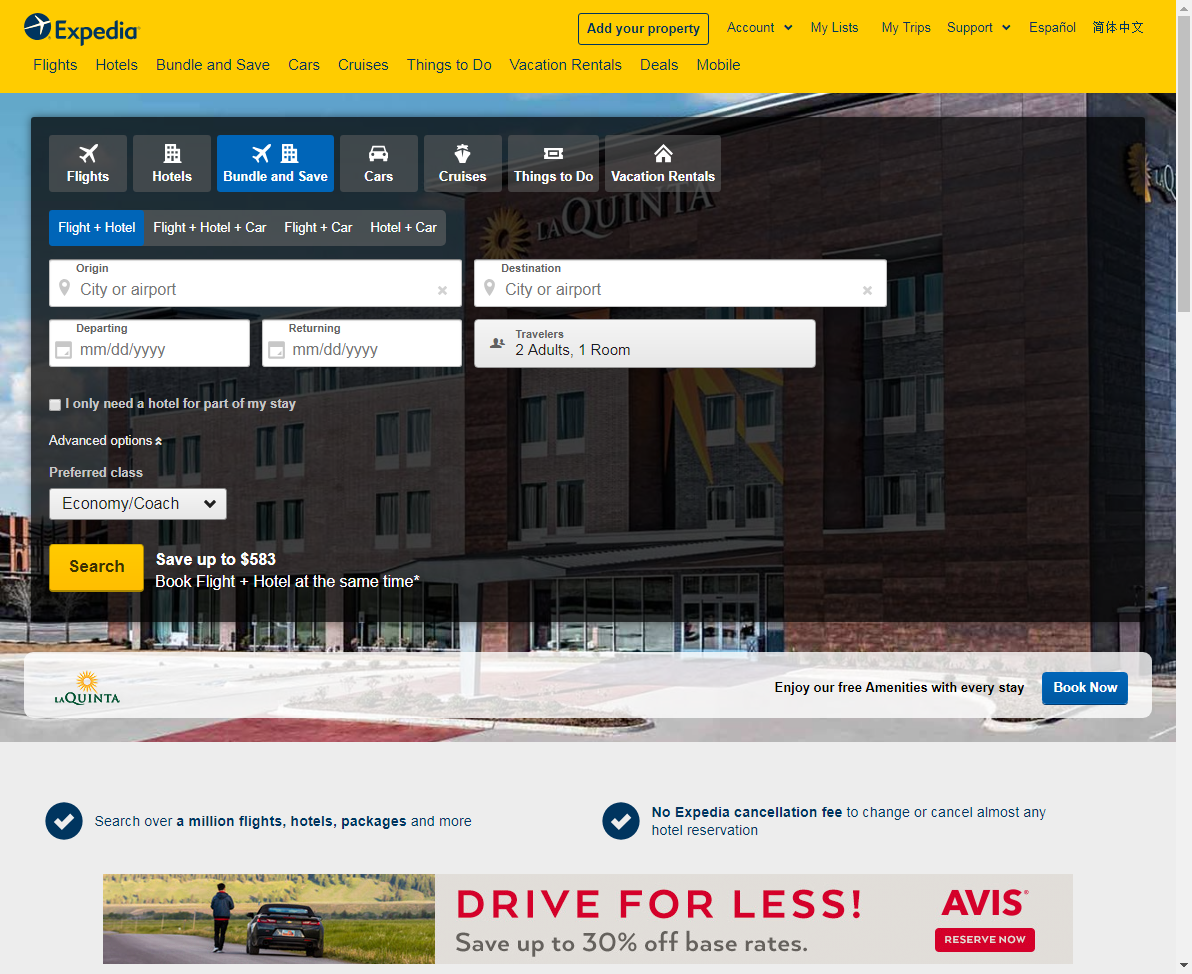 Expedia
Add your property
Account
My Lists
My Trips
Support
Español
简体中文
Flights
Hotels
Bundle and Save
Cars
Cruises
Things to Do
Vacation Rentals
Deals
Mobile
Flights
Hotels
Bundle and Save
Cars
Cruises
Things to Do
Vacation Rentals
LAQUINTA
Flight + Hotel
Flight + Hotel + Car
Flight + Car
Hotel + Car
Origin
City or airport
Destination
City or airport
Departing
mm/dd/yyyy
Returning
mm/dd/yyyy
Travelers
2 Adults, 1 Room
I only need a hotel for part of my stay
Advanced options
Preferred class
Economy/Coach
Search
Save up to $583
Book Flight + Hotel at the same time*
LAQUINTA
Enjoy our free Amenities with every stay
Book Now
Search over a million flights, hotels, packages and more
No Expedia cancellation fee to change or cancel almost any
hotel reservation
DRIVE FOR LESS!
Save up to 30% off base rates.
AVIS®
RESERVE NOW